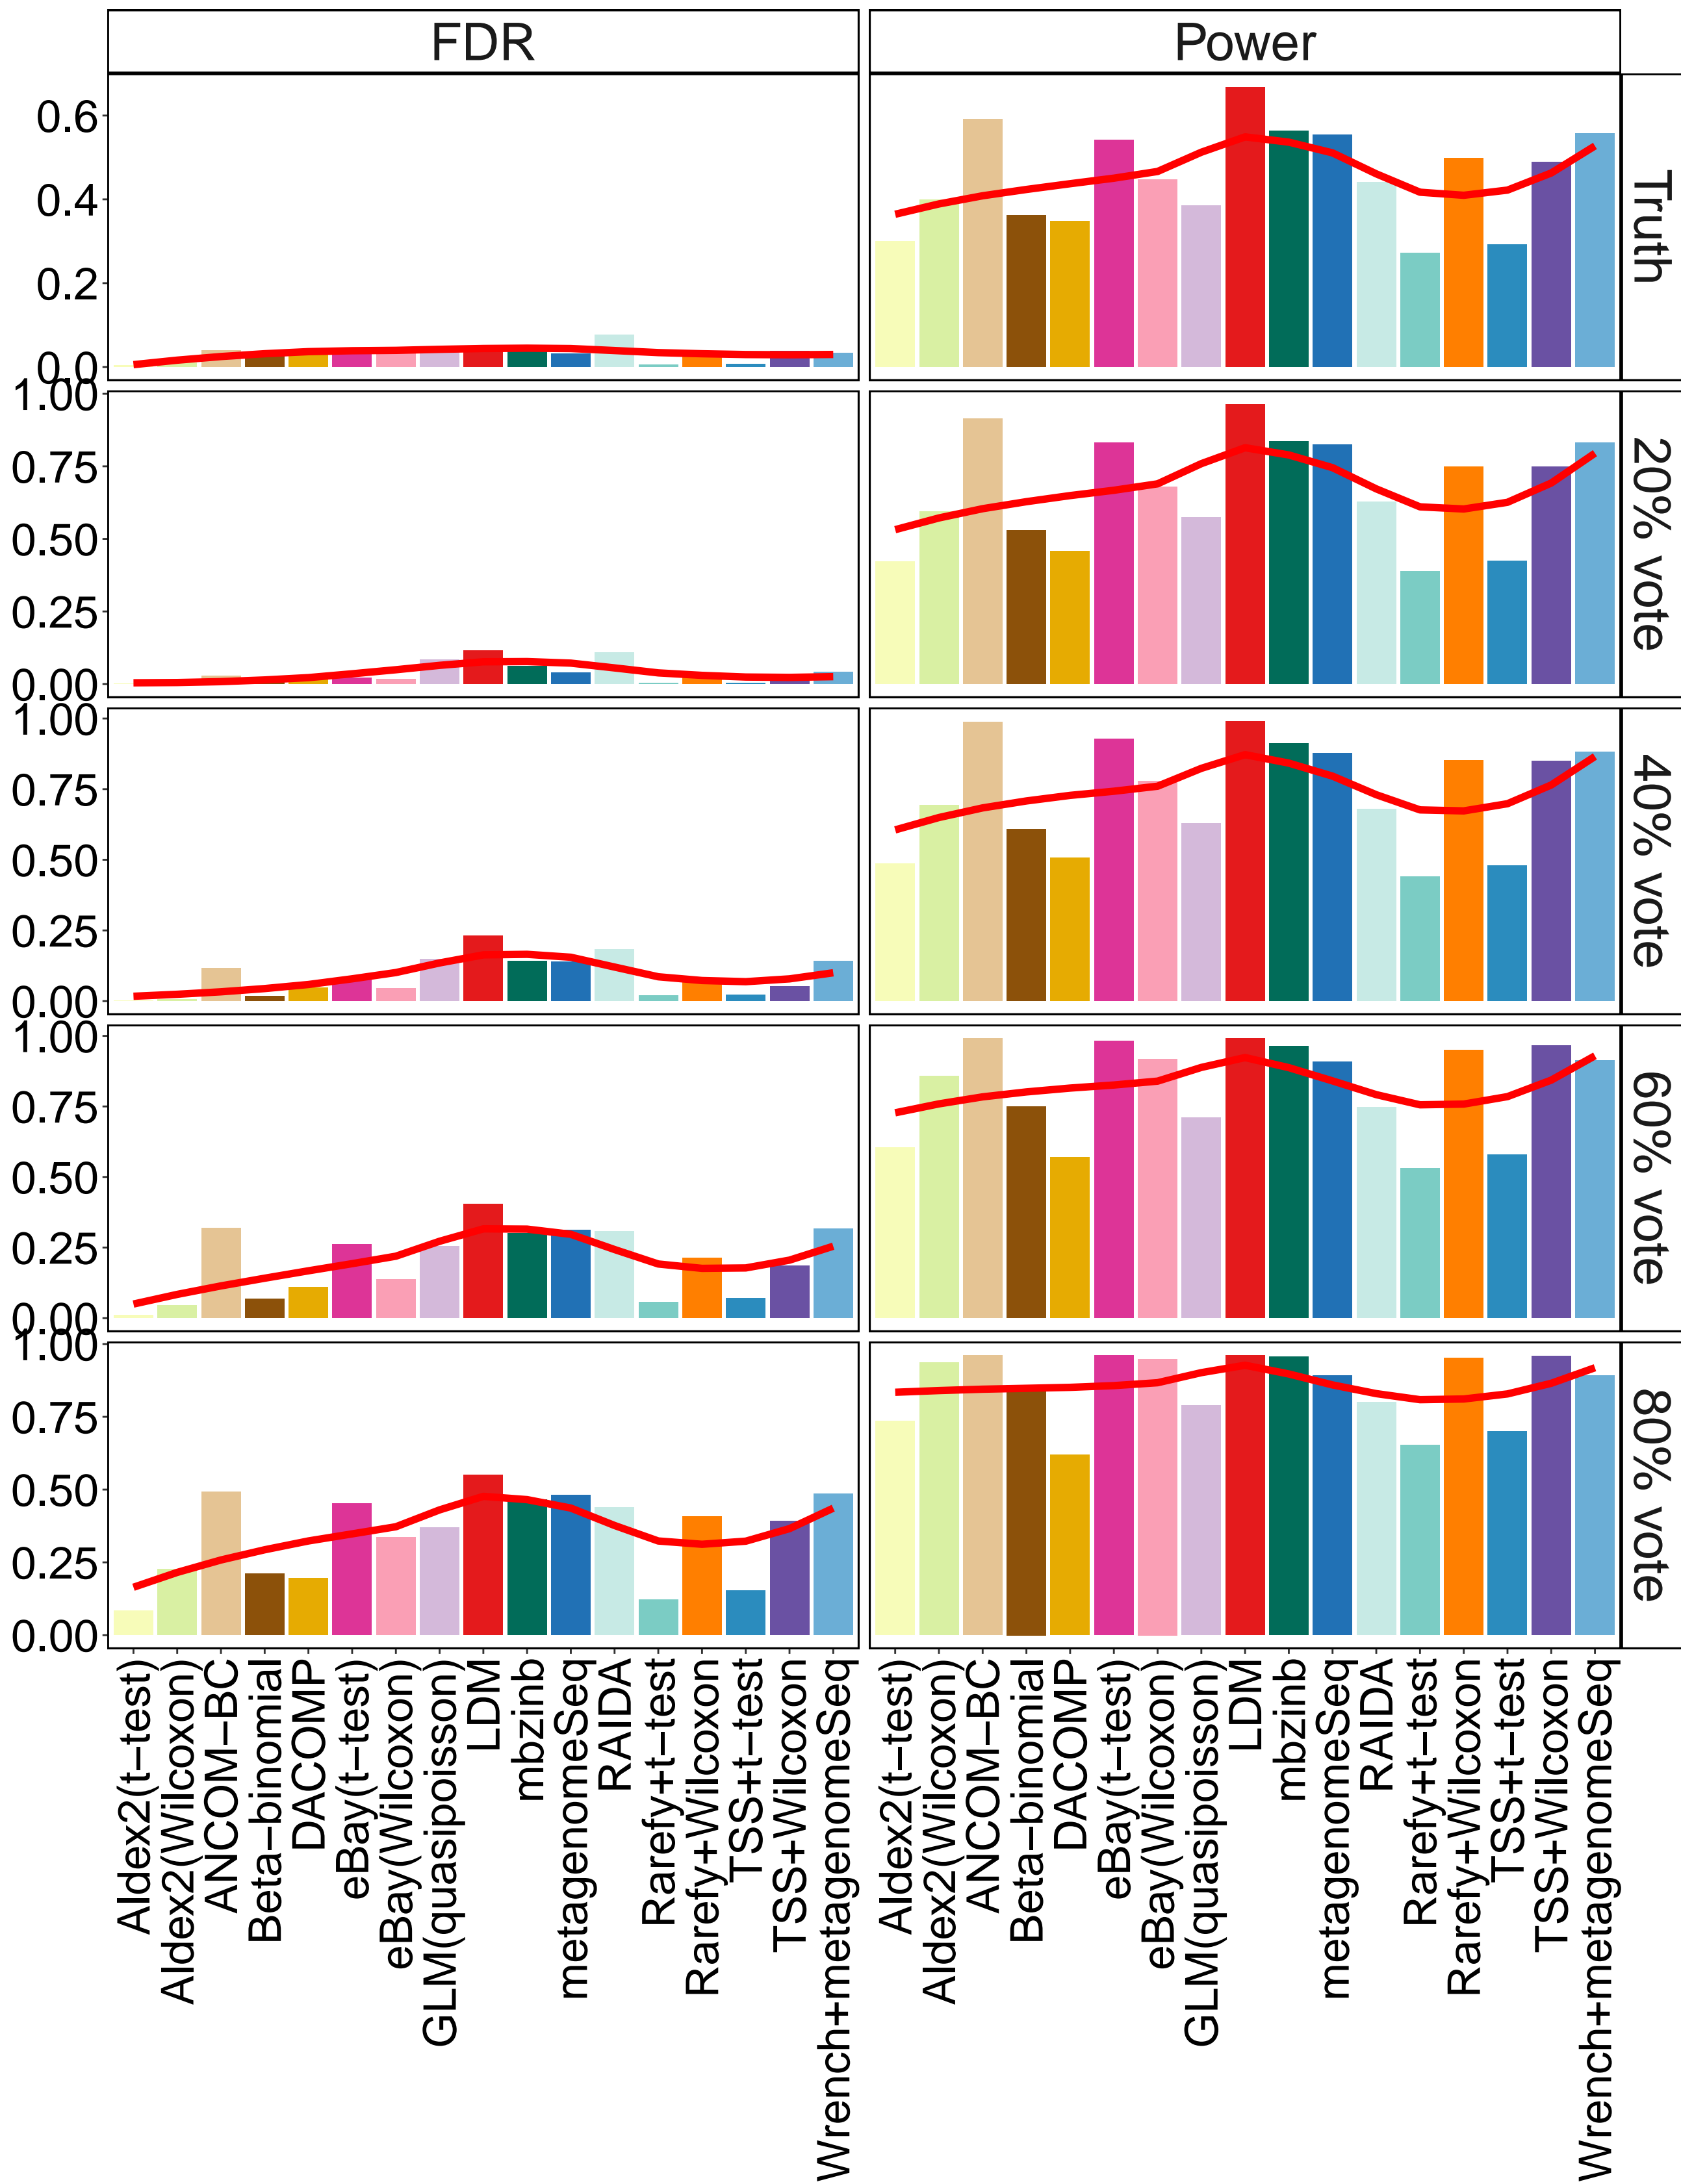 FDR
Power
0.6
0.4
0.2
0.0
Truth
1.00
0.75
0.50
0.25
0.00
20% vote
1.00
0.75
0.50
0.25
0.00
40% vote
1.00
0.75
0.50
0.25
0.00
60% vote
1.00
0.75
0.50
0.25
0.00
80% vote
Aldex2(t−test)
Aldex2(Wilcoxon)
ANCOM−BC
Beta−binomial
DACOMP
eBay(t−test)
eBay(Wilcoxon)
GLM(quasipoisson)
LDM
mbzinb
metagenomeSeq
RAIDA
Rarefy+t−test
Rarefy+Wilcoxon
TSS+t−test
TSS+Wilcoxon
Wrench+metagenomeSeq
Aldex2(t−test)
Aldex2(Wilcoxon)
ANCOM−BC
Beta−binomial
DACOMP
eBay(t−test)
eBay(Wilcoxon)
GLM(quasipoisson)
LDM
mbzinb
metagenomeSeq
RAIDA
Rarefy+t−test
Rarefy+Wilcoxon
TSS+t−test
TSS+Wilcoxon
Wrench+metagenomeSeq